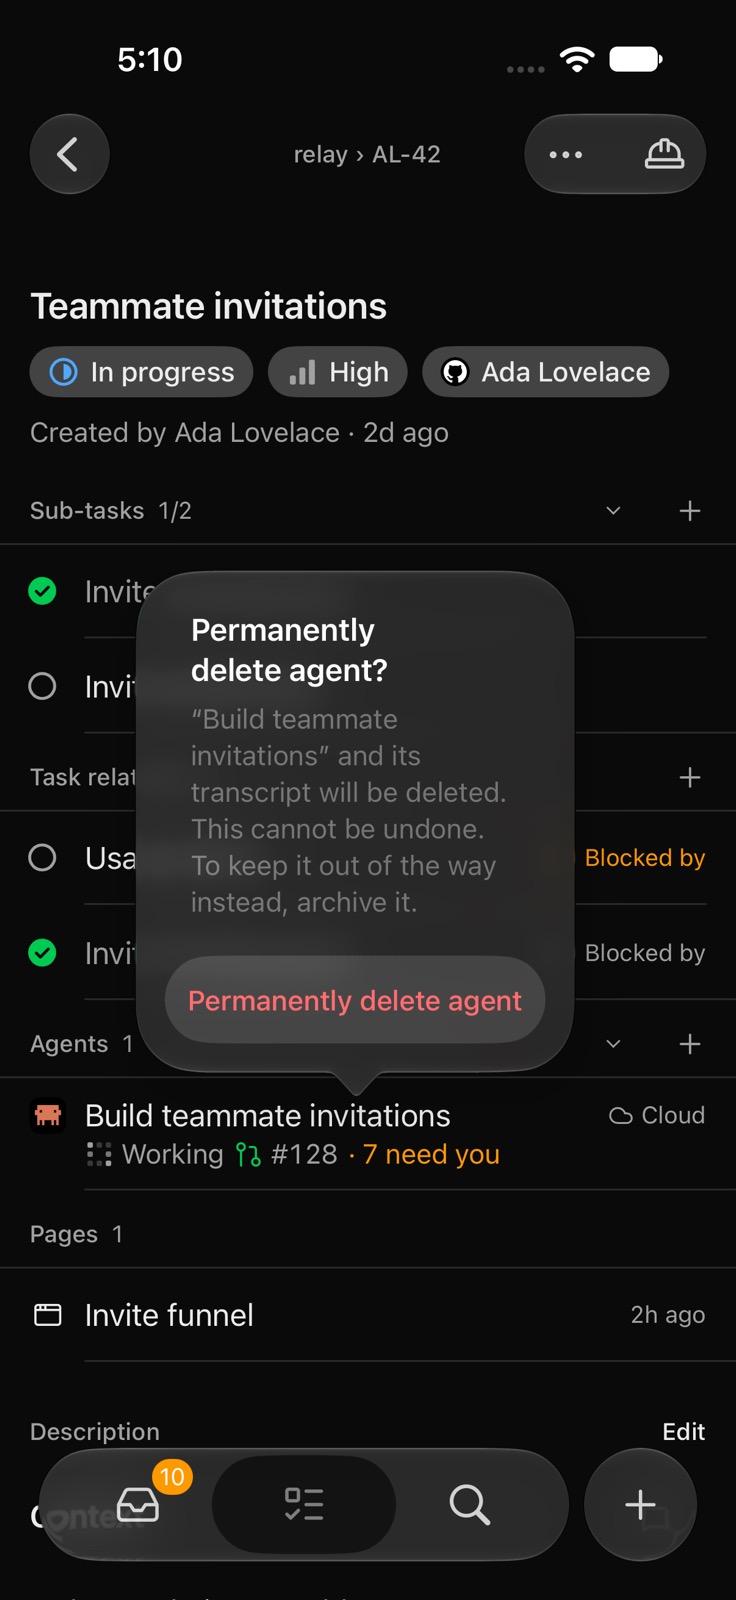 5:10
relay › AL-42
Teammate invitations
In progress
High
Ada Lovelace
Created by Ada Lovelace · 2d ago
Sub-tasks 1/2
Invite
Invi
Permanently
delete agent?
“Build teammate
invitations” and its
transcript will be deleted.
This cannot be undone.
To keep it out of the way
instead, archive it.
Permanently delete agent
Task relat
Usa
Blocked by
Invi
Blocked by
Agents 1
Build teammate invitations
Cloud
Working #128 · 7 need you
Pages 1
Invite funnel
2h ago
Description
Edit
10
Context